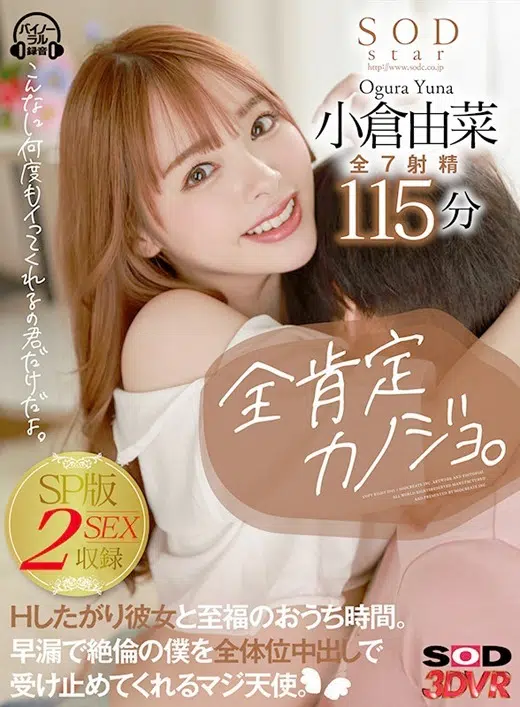 バイノーラル録音
SOD
star
http://www.sodc.co.jp
Ogura Yuna
小倉由菜
全7射精
115分
こんなに何度もイってくれるの君だけだよ。
全肯定
カノジョ。
SP版
2SEX
収録
Hしたがり彼女と至福のおうち時間。
早漏で絶倫の僕を全体位中出しで
受け止めてくれるマジ天使。
SOD
3DVR